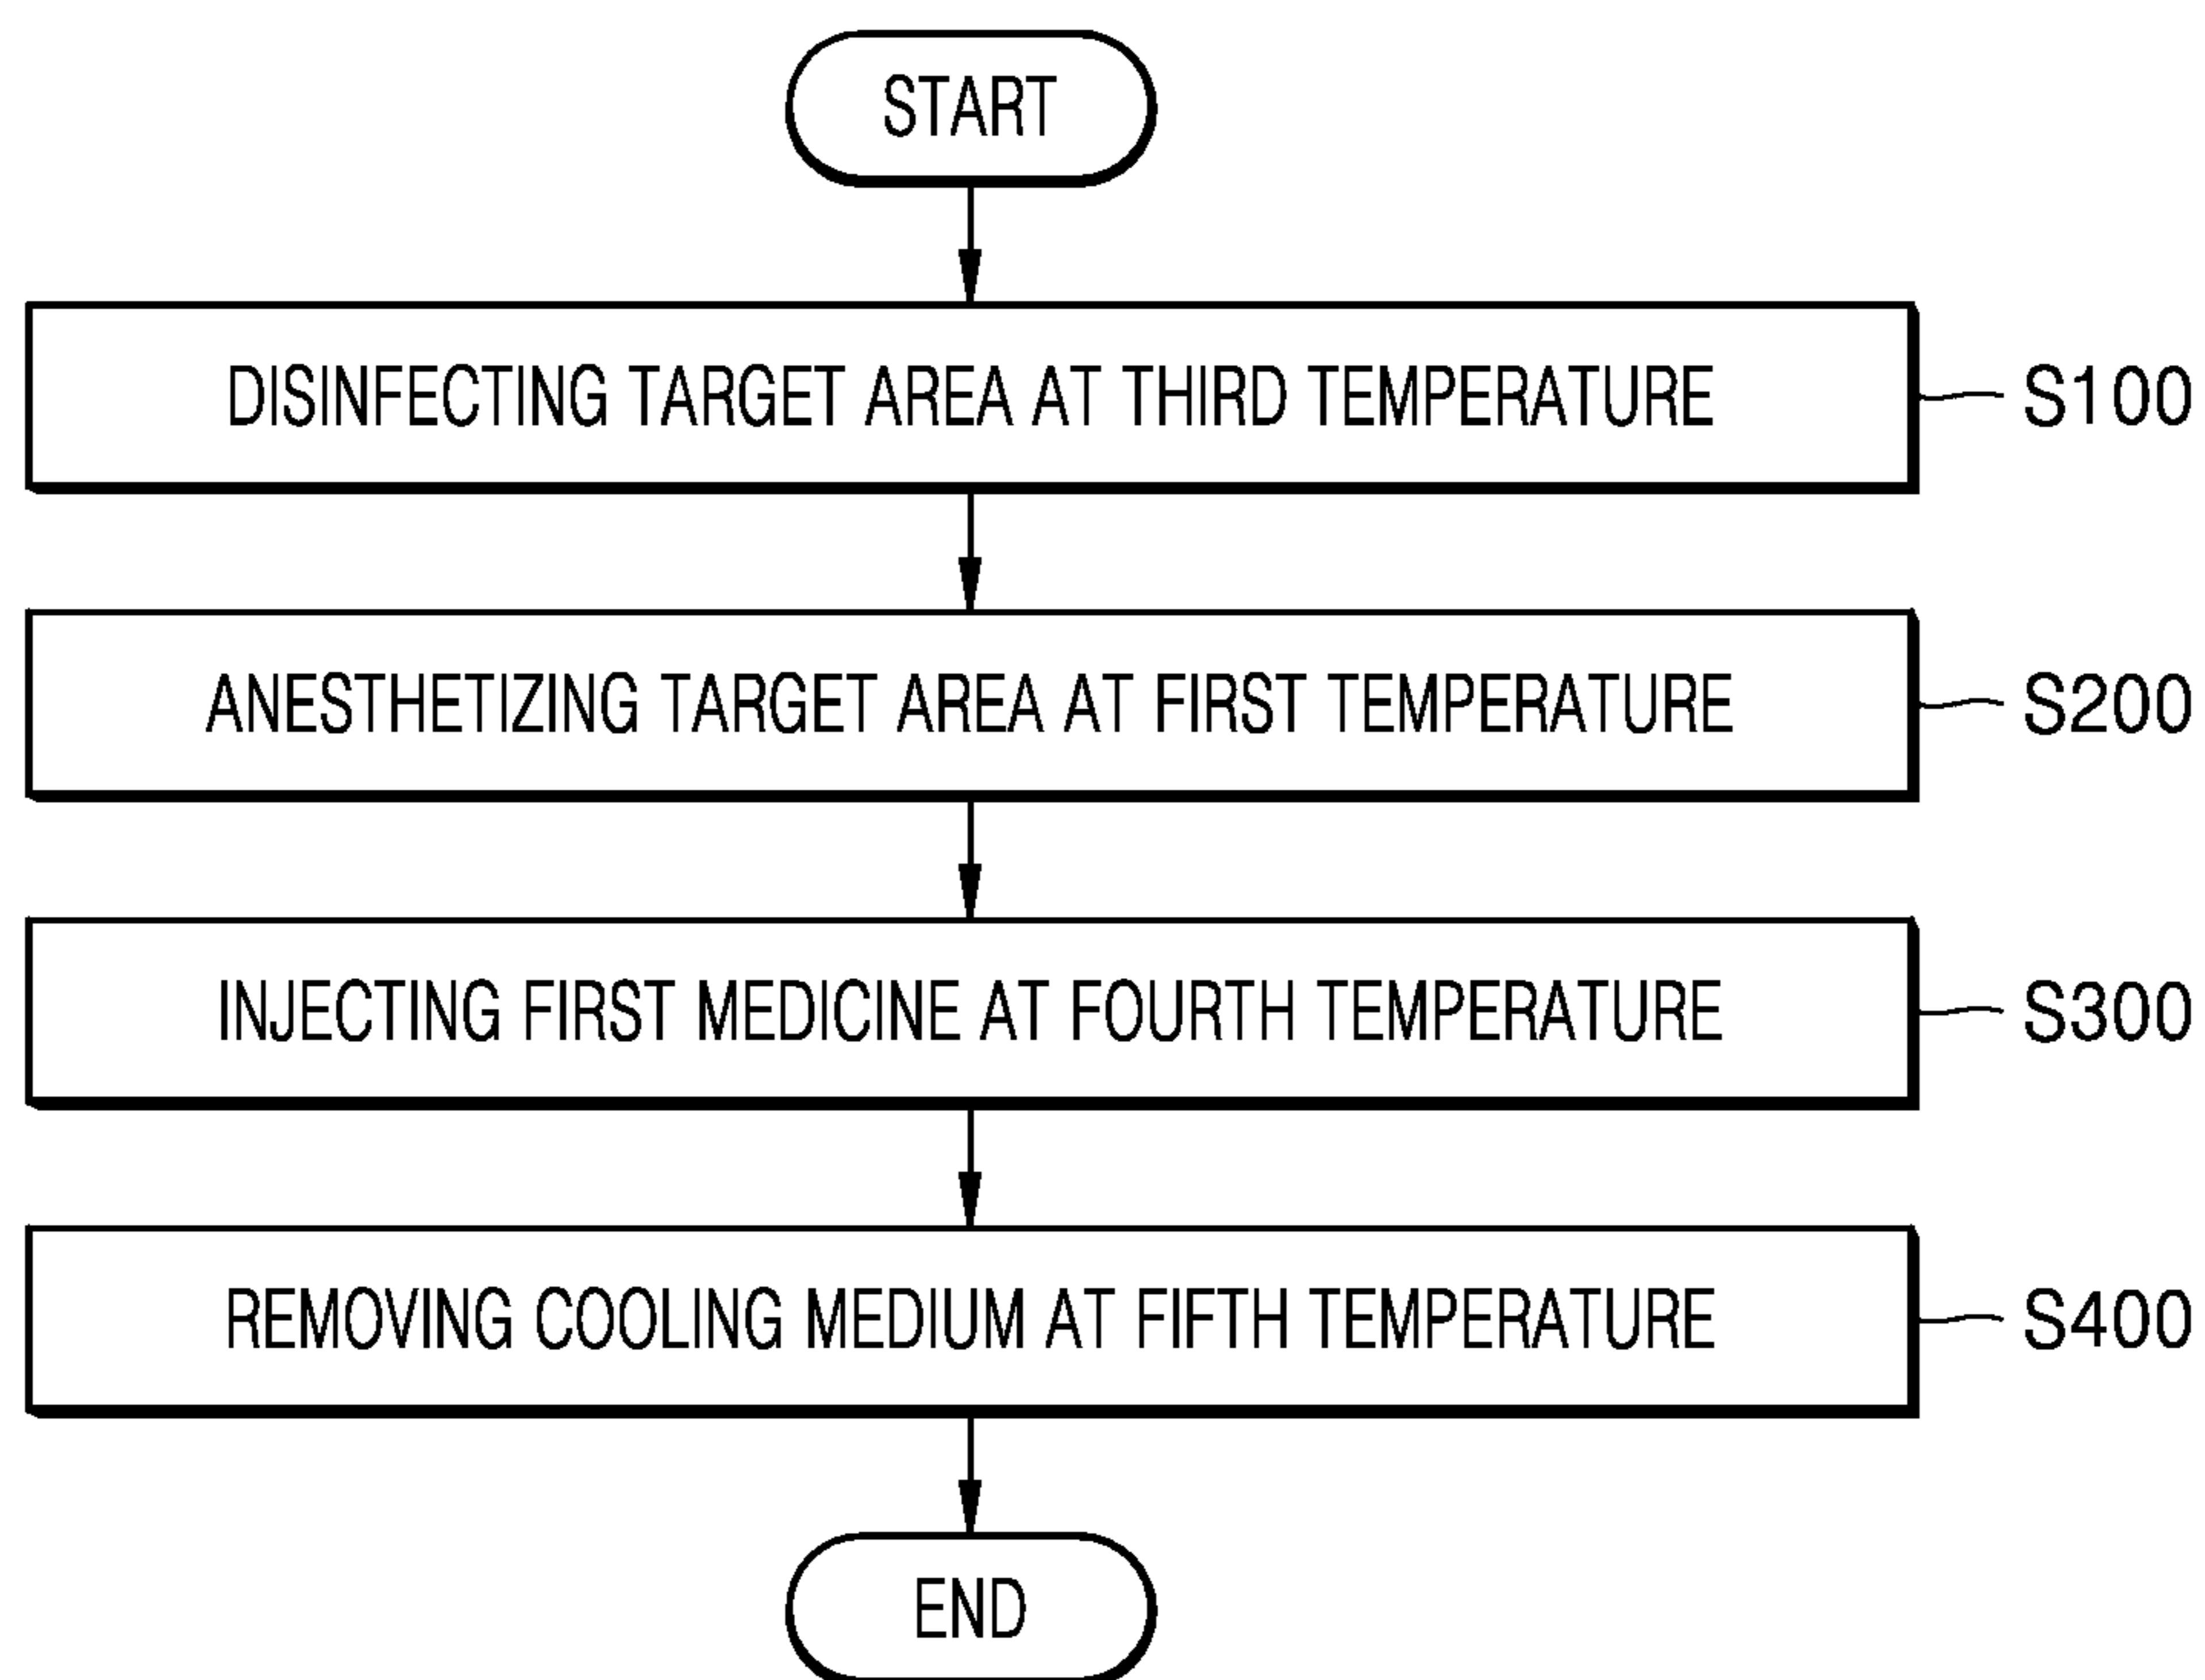 START
DISINFECTING TARGET AREA AT THIRD TEMPERATURE
S100
ANESTHETIZING TARGET AREA AT FIRST TEMPERATURE
S200
INJECTING FIRST MEDICINE AT FOURTH TEMPERATURE
S300
REMOVING COOLING MEDIUM AT FIFTH TEMPERATURE
S400
END